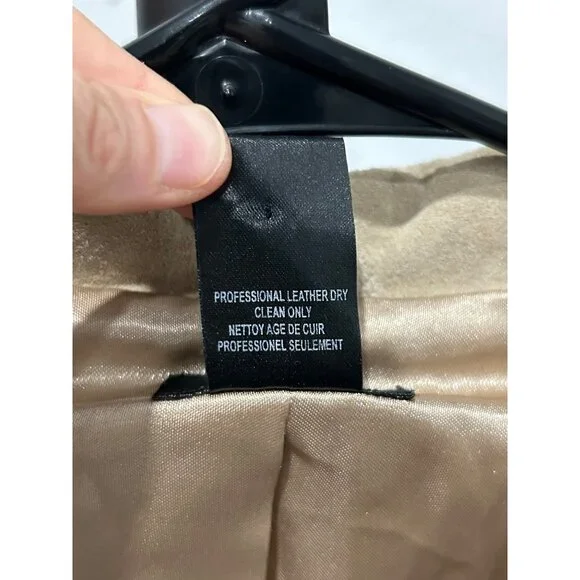 PROFESSIONAL LEATHER DRY
CLEAN ONLY
NETTOY AGE DE CUIR
PROFESSIONEL SEULEMENT